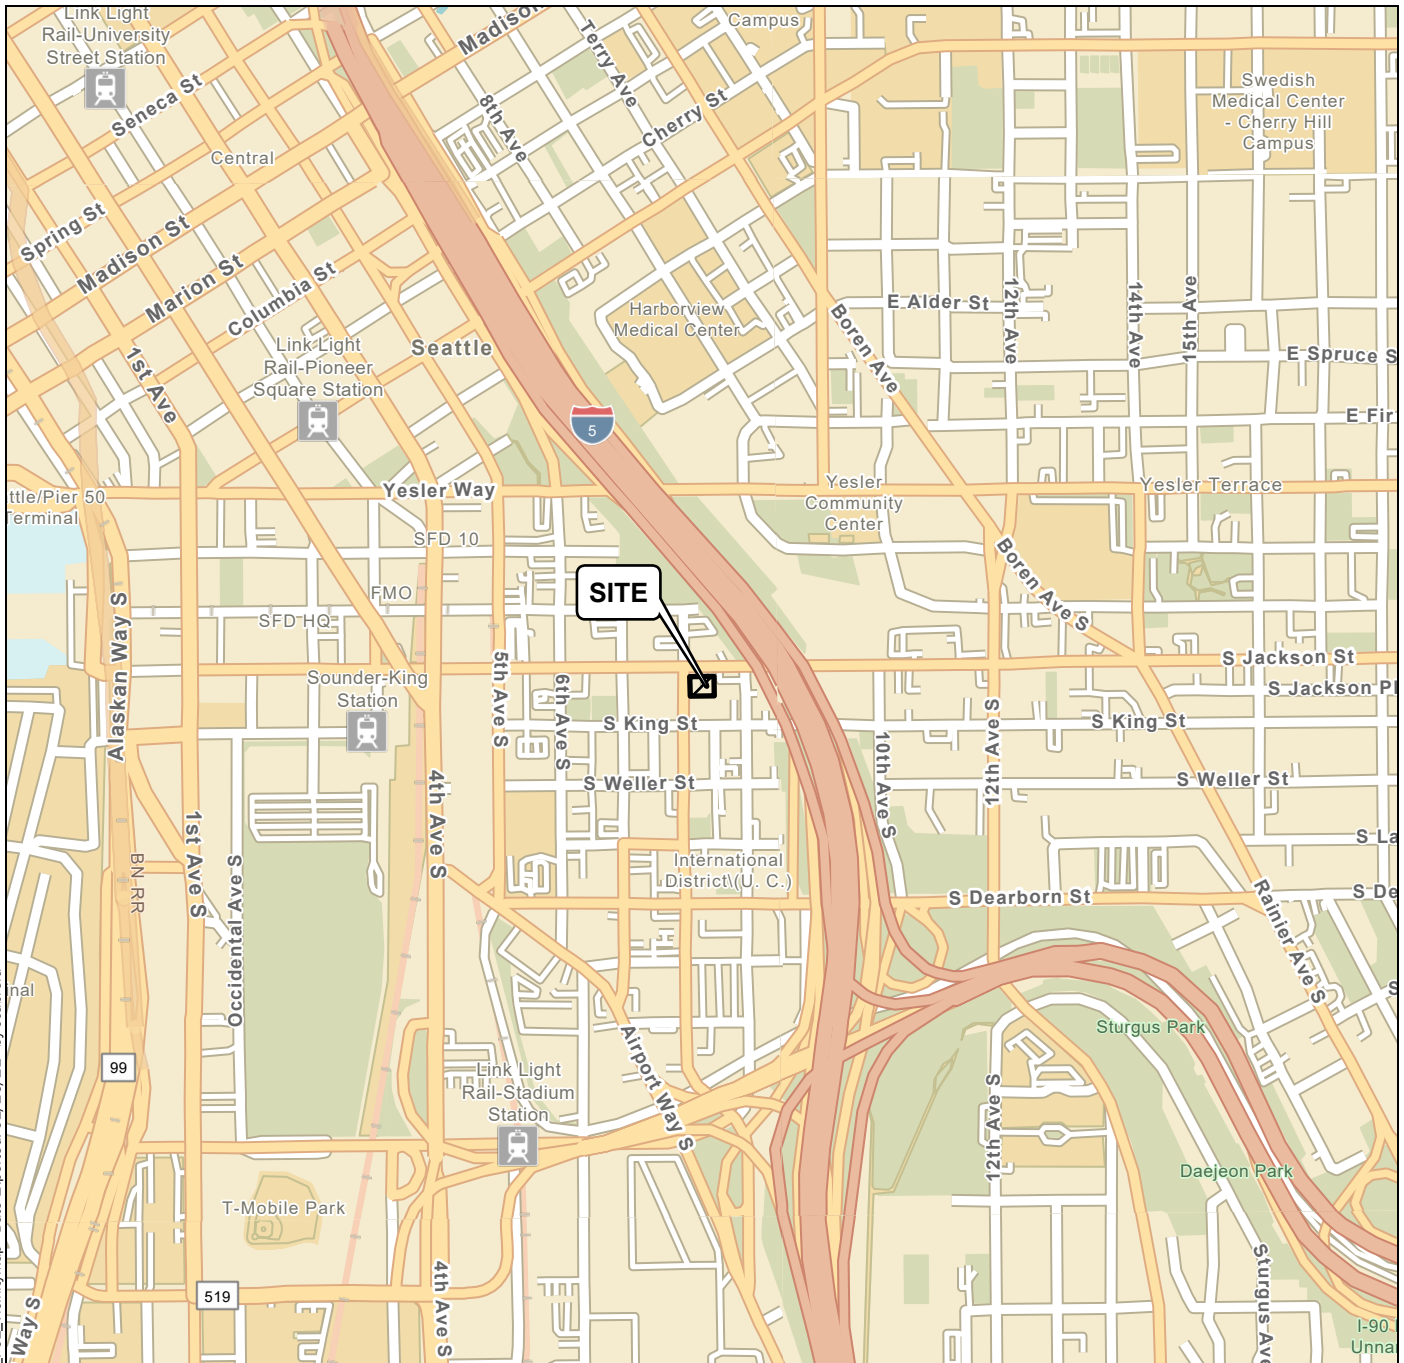 Link Light
Rail-University
Street Station
Madison
Terry Ave
Campus
Seneca St
8th Ave
Cherry St
Swedish
Medical Center
- Cherry Hill
Campus
Central
Spring St
Madison St
Marion St
Columbia St
Harborview
Medical Center
E Alder St
12th Ave
14th Ave
15th Ave
Boren Ave
Seattle
Link Light
Rail-Pioneer
Square Station
1st Ave
E Spruce S
5
E Fir
ttle/Pier 50
Terminal
Yesler Way
Yesler
Community
Center
Yesler Terrace
SFD 10
Boren Ave S
SITE
FMO
SFD HQ
Alaskan Way S
Sounder-King
Station
5th Ave S
6th Ave S
S Jackson St
S Jackson Pl
S King St
S King St
10th Ave S
12th Ave S
S Weller St
S Weller St
4th Ave S
1st Ave S
BN RR
Occidental Ave S
International
District\(U. C.)
S La
S Dearborn St
S De
Rainier Ave S
nal
S
Sturgus Park
Airport Way S
99
Link Light
Rail-Stadium
Station
12th Ave S
Daejeon Park
T-Mobile Park
519
4th Ave S
Sturgus Av
Way S
I-90
Unna